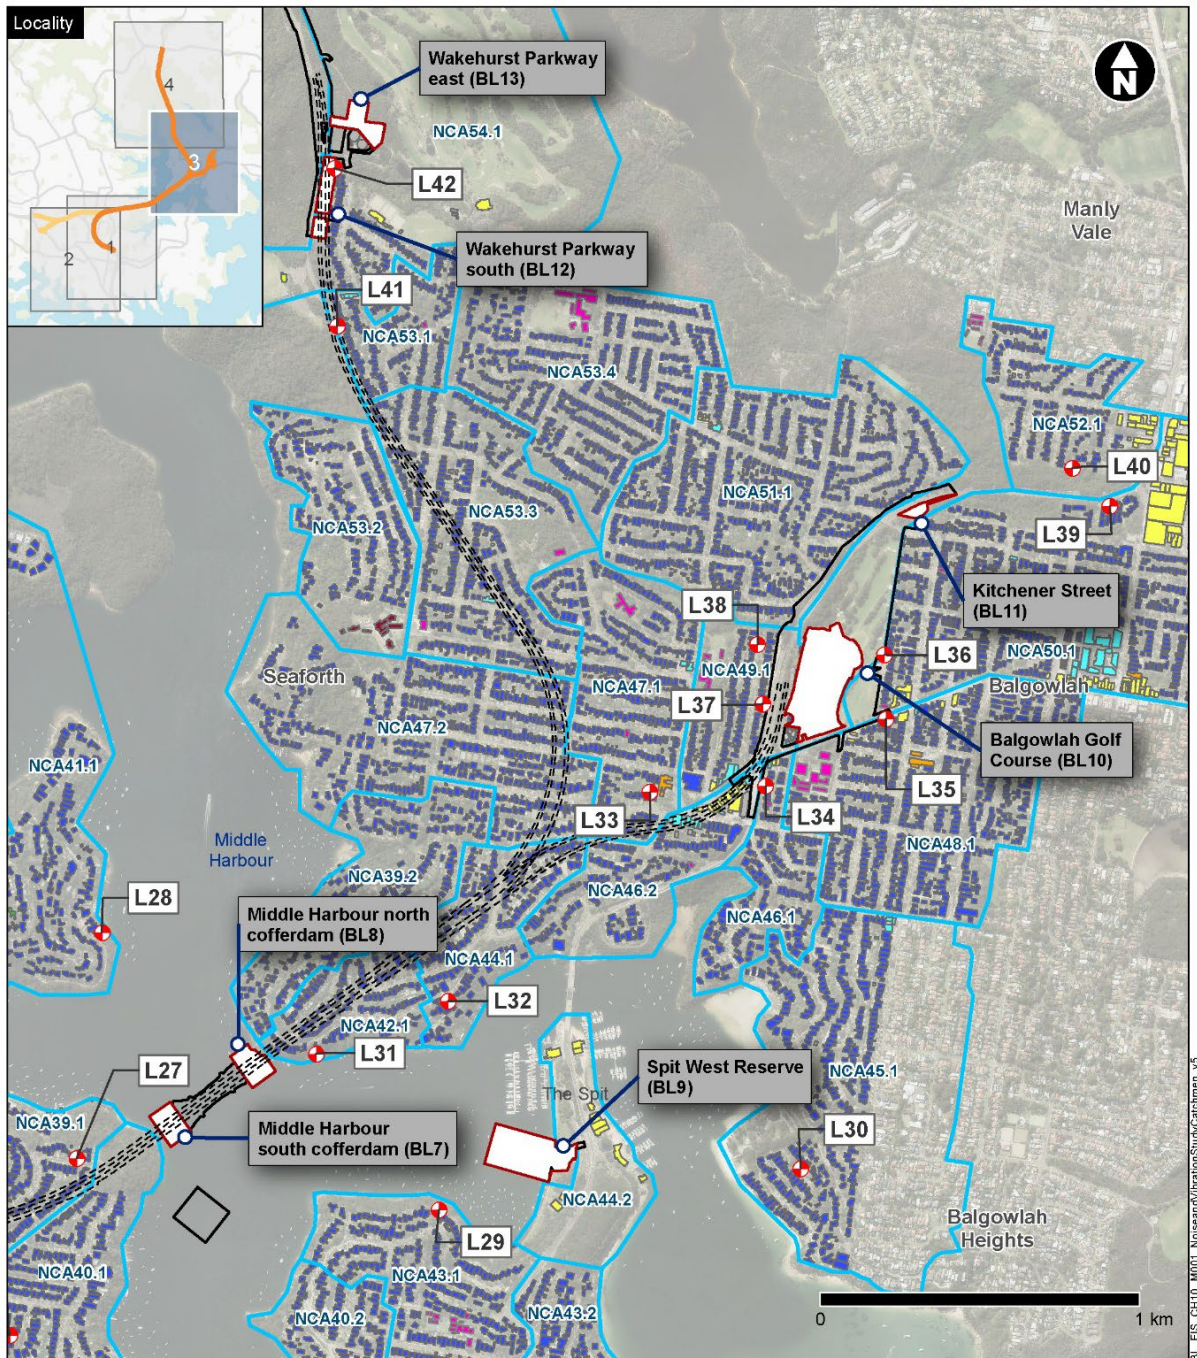 Locality
4
3
1
2
N
Wakehurst Parkway
east (BL13)
NCA54.1
L42
Manly
Vale
Wakehurst Parkway
south (BL12)
L41
NCA53.1
NCA53.4
NCA52.1
L40
NCA51.1
NCA53.3
NCA53.2
L39
Kitchener Street
(BL11)
L38
L36
NCA50.1
NCA49.1
NCA47.1
Seaforth
Balgowlah
L37
NCA47.2
Balgowlah Golf
Course (BL10)
NCA41.1
L35
L33
L34
Middle
Harbour
NCA48.1
NCA39.2
NCA46.2
L28
Middle Harbour north
cofferdam (BL8)
NCA46.1
NCA44.1
L32
NCA42.1
L31
Spit West Reserve
(BL9)
L27
NCA45.1
The Spit
NCA39.1
Middle Harbour
south cofferdam (BL7)
L30
NCA44.2
L29
Balgowlah
Heights
NCA40.1
NCA43.1
NCA40.2
NCA43.2
0
1 km
BL_EIS_CH10_M001_NoiseandVibrationStudyCatchmen_v5